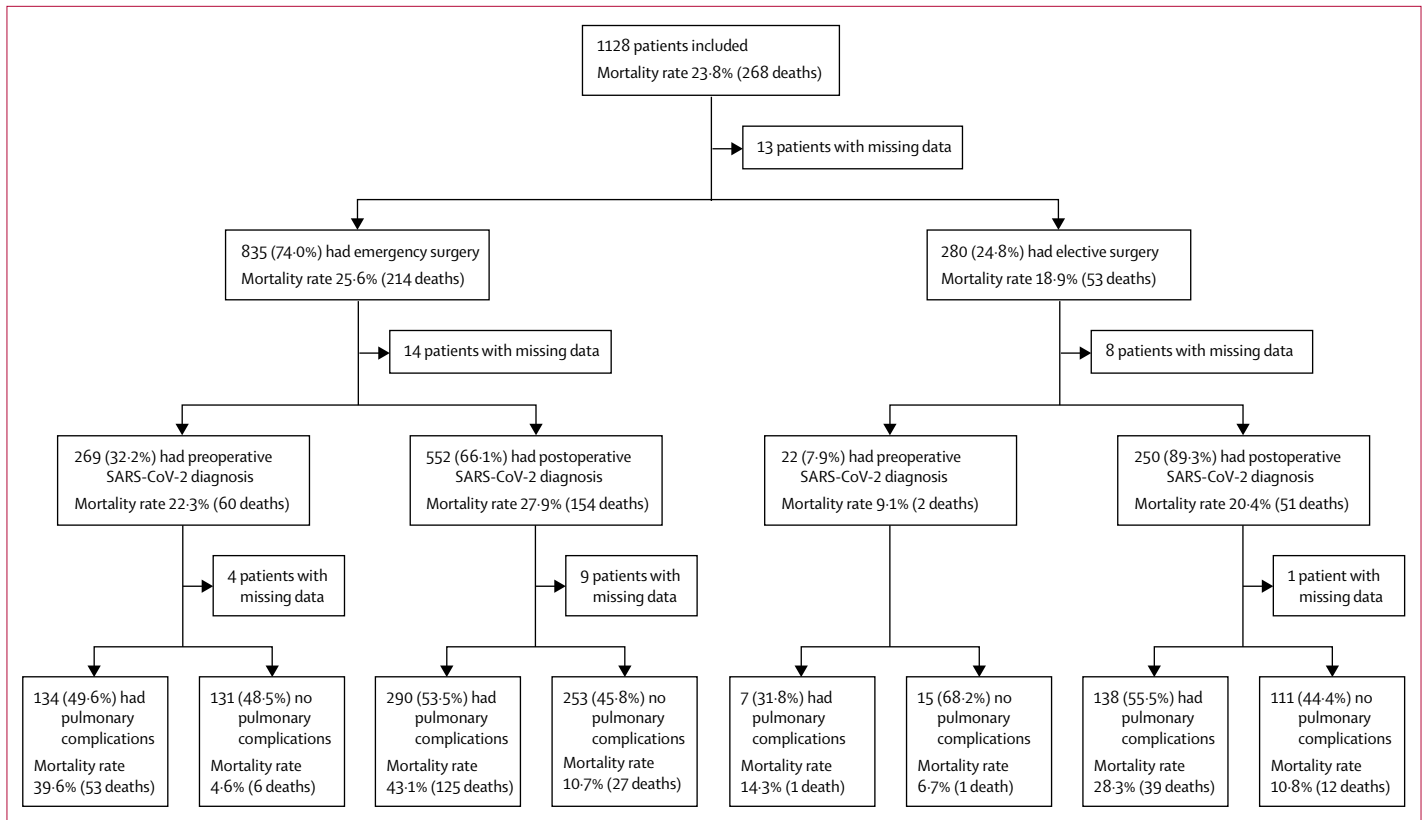 1128 patients included
Mortality rate 23·8% (268 deaths)
13 patients with missing data
835 (74·0%) had emergency surgery
Mortality rate 25·6% (214 deaths)
280 (24·8%) had elective surgery
Mortality rate 18·9% (53 deaths)
14 patients with missing data
8 patients with missing data
269 (32·2%) had preoperative
SARS-CoV-2 diagnosis
Mortality rate 22·3% (60 deaths)
552 (66·1%) had postoperative
SARS-CoV-2 diagnosis
Mortality rate 27·9% (154 deaths)
22 (7·9%) had preoperative
SARS-CoV-2 diagnosis
Mortality rate 9·1% (2 deaths)
250 (89·3%) had postoperative
SARS-CoV-2 diagnosis
Mortality rate 20·4% (51 deaths)
4 patients with
missing data
9 patients with
missing data
1 patient with
missing data
134 (49·6%) had
pulmonary
complications
Mortality rate
39·6% (53 deaths)
131 (48·5%) no
pulmonary
complications
Mortality rate
4·6% (6 deaths)
290 (53·5%) had
pulmonary
complications
Mortality rate
43·1% (125 deaths)
253 (45·8%) no
pulmonary
complications
Mortality rate
10·7% (27 deaths)
7 (31·8%) had
pulmonary
complications
Mortality rate
14·3% (1 death)
15 (68·2%) no
pulmonary
complications
Mortality rate
6·7% (1 death)
138 (55·5%) had
pulmonary
complications
Mortality rate
28·3% (39 deaths)
111 (44·4%) no
pulmonary
complications
Mortality rate
10·8% (12 deaths)